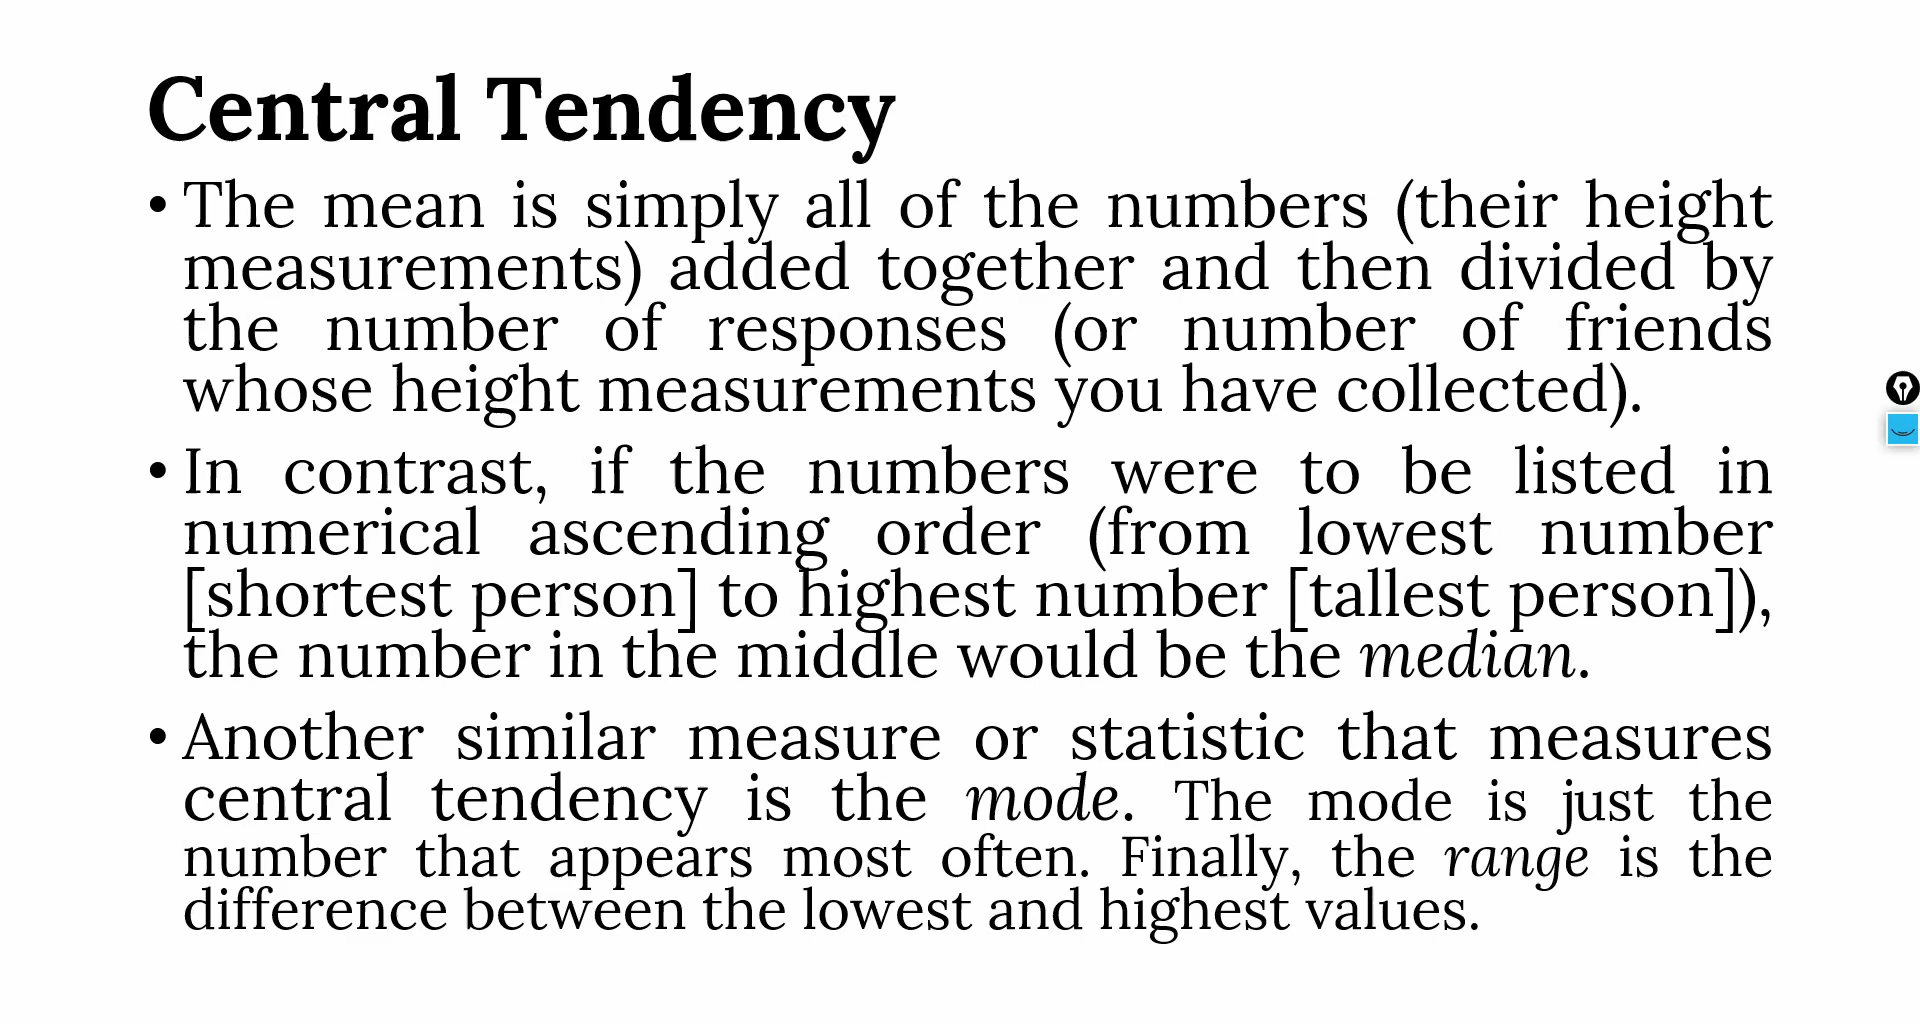 Central Tendency
• The mean is simply all of the numbers (their height
measurements) added together and then divided by
the number of responses (or number of friends
whose height measurements you have collected).
• In contrast, if the numbers were to be listed in
numerical ascending order (from lowest number
[shortest person] to highest number [tallest person]),
the number in the middle would be the median.
• Another similar measure or statistic that measures
central tendency is the mode. The mode is just the
number that appears most often. Finally, the range is the
difference between the lowest and highest values.